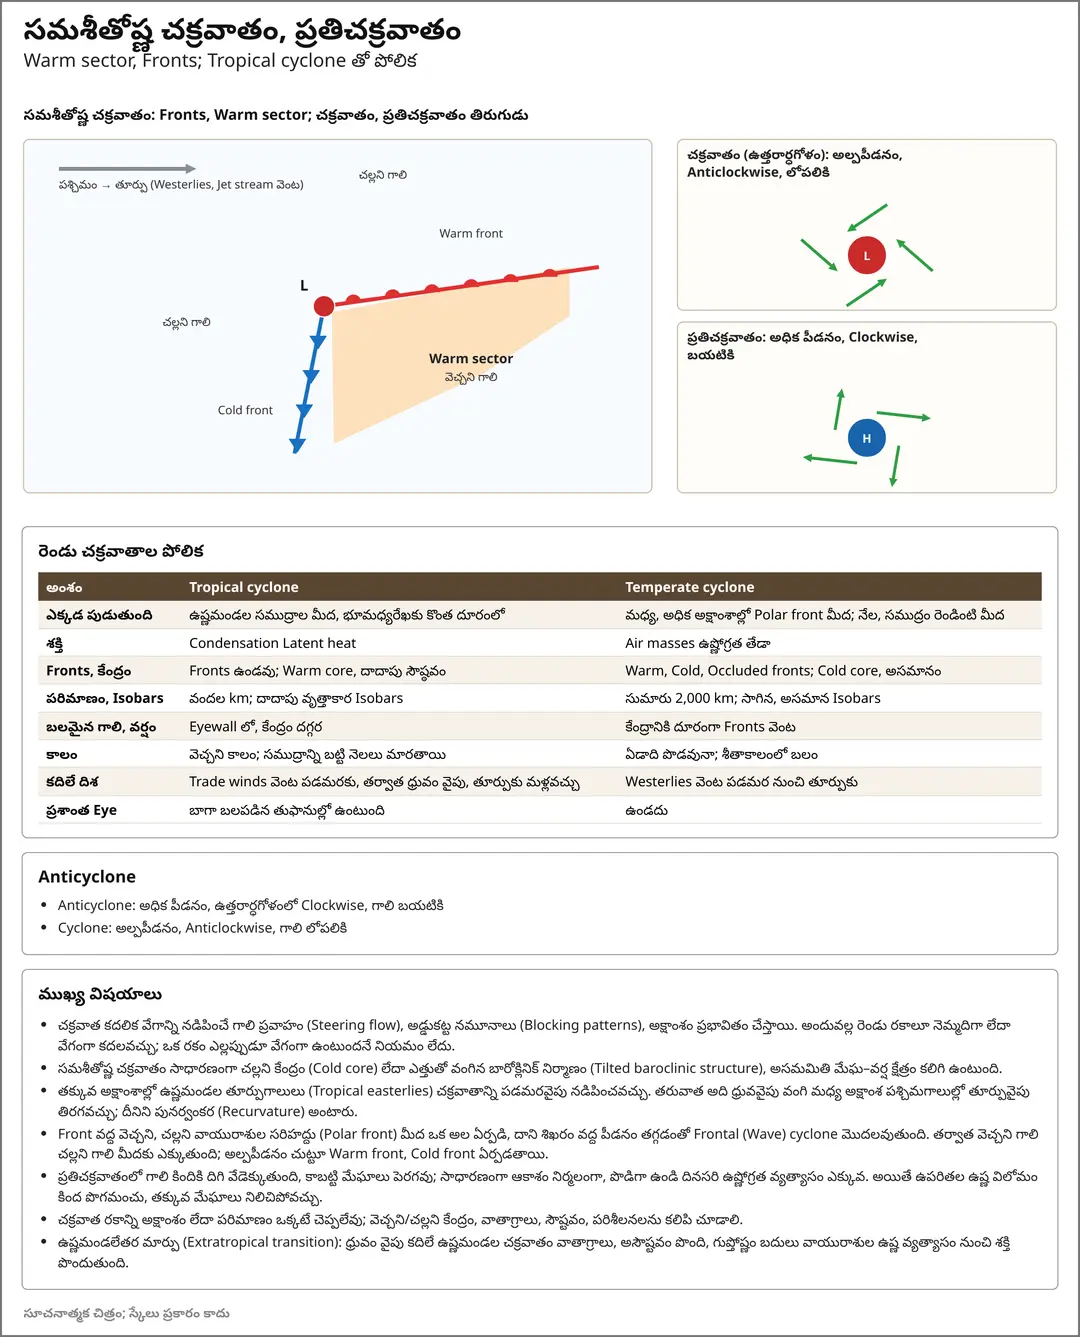 సమశీతోష్ణ చక్రవాతం, ప్రతిచక్రవాతం
Warm sector, Fronts; Tropical cyclone తో పోలిక
సమశీతోష్ణ చక్రవాతం: Fronts, Warm sector; చక్రవాతం, ప్రతిచక్రవాతం తిరుగుడు
పశ్చిమం → తూర్పు (Westerlies, Jet stream వెంట)
చల్లని గాలి
Warm front
L
చల్లని గాలి
Warm sector
వెచ్చని గాలి
Cold front
చక్రవాతం (ఉత్తరార్ధగోళం): అల్పపీడనం,
Anticlockwise, లోపలికి
L
ప్రతిచక్రవాతం: అధిక పీడనం, Clockwise,
బయటికి
H
రెండు చక్రవాతాల పోలిక
అంశం Tropical cyclone Temperate cyclone
ఎక్కడ పుడుతుంది ఉష్ణమండల సముద్రాల మీద, భూమధ్యరేఖకు కొంత దూరంలో మధ్య, అధిక అక్షాంశాల్లో Polar front మీద; నేల, సముద్రం రెండింటి మీద
శక్తి Condensation Latent heat Air masses ఉష్ణోగ్రత తేడా
Fronts, కేంద్రం Fronts ఉండవు; Warm core, దాదాపు సౌష్ఠవం Warm, Cold, Occluded fronts; Cold core, అసమానం
పరిమాణం, Isobars వందల km; దాదాపు వృత్తాకార Isobars సుమారు 2,000 km; సాగిన, అసమాన Isobars
బలమైన గాలి, వర్షం Eyewall లో, కేంద్రం దగ్గర కేంద్రానికి దూరంగా Fronts వెంట
కాలం వెచ్చని కాలం; సముద్రాన్ని బట్టి నెలలు మారతాయి ఏడాది పొడవునా; శీతాకాలంలో బలం
కదిలే దిశ Trade winds వెంట పడమరకు, తర్వాత ధ్రువం వైపు, తూర్పుకు మళ్లవచ్చు Westerlies వెంట పడమర నుంచి తూర్పుకు
ప్రశాంత Eye బాగా బలపడిన తుఫానుల్లో ఉంటుంది ఉండదు
Anticyclone
• Anticyclone: అధిక పీడనం, ఉత్తరార్ధగోళంలో Clockwise, గాలి బయటికి
• Cyclone: అల్పపీడనం, Anticlockwise, గాలి లోపలికి
ముఖ్య విషయాలు
• చక్రవాత కదలిక వేగాన్ని నడిపించే గాలి ప్రవాహం (Steering flow), అడ్డుకట్ట నమూనాలు (Blocking patterns), అక్షాంశం ప్రభావితం చేస్తాయి. అందువల్ల రెండు రకాలూ నెమ్మదిగా లేదా
వేగంగా కదలవచ్చు; ఒక రకం ఎల్లప్పుడూ వేగంగా ఉంటుందనే నియమం లేదు.
• సమశీతోష్ణ చక్రవాతం సాధారణంగా చల్లని కేంద్రం (Cold core) లేదా ఎత్తుతో వంగిన బారోక్లినిక్ నిర్మాణం (Tilted baroclinic structure), అసమమితి మేఘ–వర్ష క్షేత్రం కలిగి ఉంటుంది.
• తక్కువ అక్షాంశాల్లో ఉష్ణమండల తూర్పుగాలులు (Tropical easterlies) చక్రవాతాన్ని పడమరవైపు నడిపించవచ్చు. తరువాత అది ధ్రువవైపు వంగి మధ్య అక్షాంశ పశ్చిమగాలుల్లో తూర్పువైపు
తిరగవచ్చు; దీనిని పునర్వంకర (Recurvature) అంటారు.
• Front వద్ద వెచ్చని, చల్లని వాయురాశుల సరిహద్దు (Polar front) మీద ఒక అల ఏర్పడి, దాని శిఖరం వద్ద పీడనం తగ్గడంతో Frontal (Wave) cyclone మొదలవుతుంది. తర్వాత వెచ్చని గాలి
చల్లని గాలి మీదకు ఎక్కుతుంది; అల్పపీడనం చుట్టూ Warm front, Cold front ఏర్పడతాయి.
• ప్రతిచక్రవాతంలో గాలి కిందికి దిగి వేడెక్కుతుంది, కాబట్టి మేఘాలు పెరగవు; సాధారణంగా ఆకాశం నిర్మలంగా, పొడిగా ఉండి దినసరి ఉష్ణోగ్రత వ్యత్యాసం ఎక్కువ. అయితే ఉపరితల ఉష్ణ విలోమం
కింద పొగమంచు, తక్కువ మేఘాలు నిలిచిపోవచ్చు.
• చక్రవాత రకాన్ని అక్షాంశం లేదా పరిమాణం ఒక్కటే చెప్పలేవు; వెచ్చని/చల్లని కేంద్రం, వాతాగ్రాలు, సౌష్టవం, పరిశీలనలను కలిపి చూడాలి.
• ఉష్ణమండలేతర మార్పు (Extratropical transition): ధ్రువం వైపు కదిలే ఉష్ణమండల చక్రవాతం వాతాగ్రాలు, అసౌష్టవం పొంది, గుప్తోష్ణం బదులు వాయురాశుల ఉష్ణ వ్యత్యాసం నుంచి శక్తి
పొందుతుంది.
సూచనాత్మక చిత్రం; స్కేలు ప్రకారం కాదు